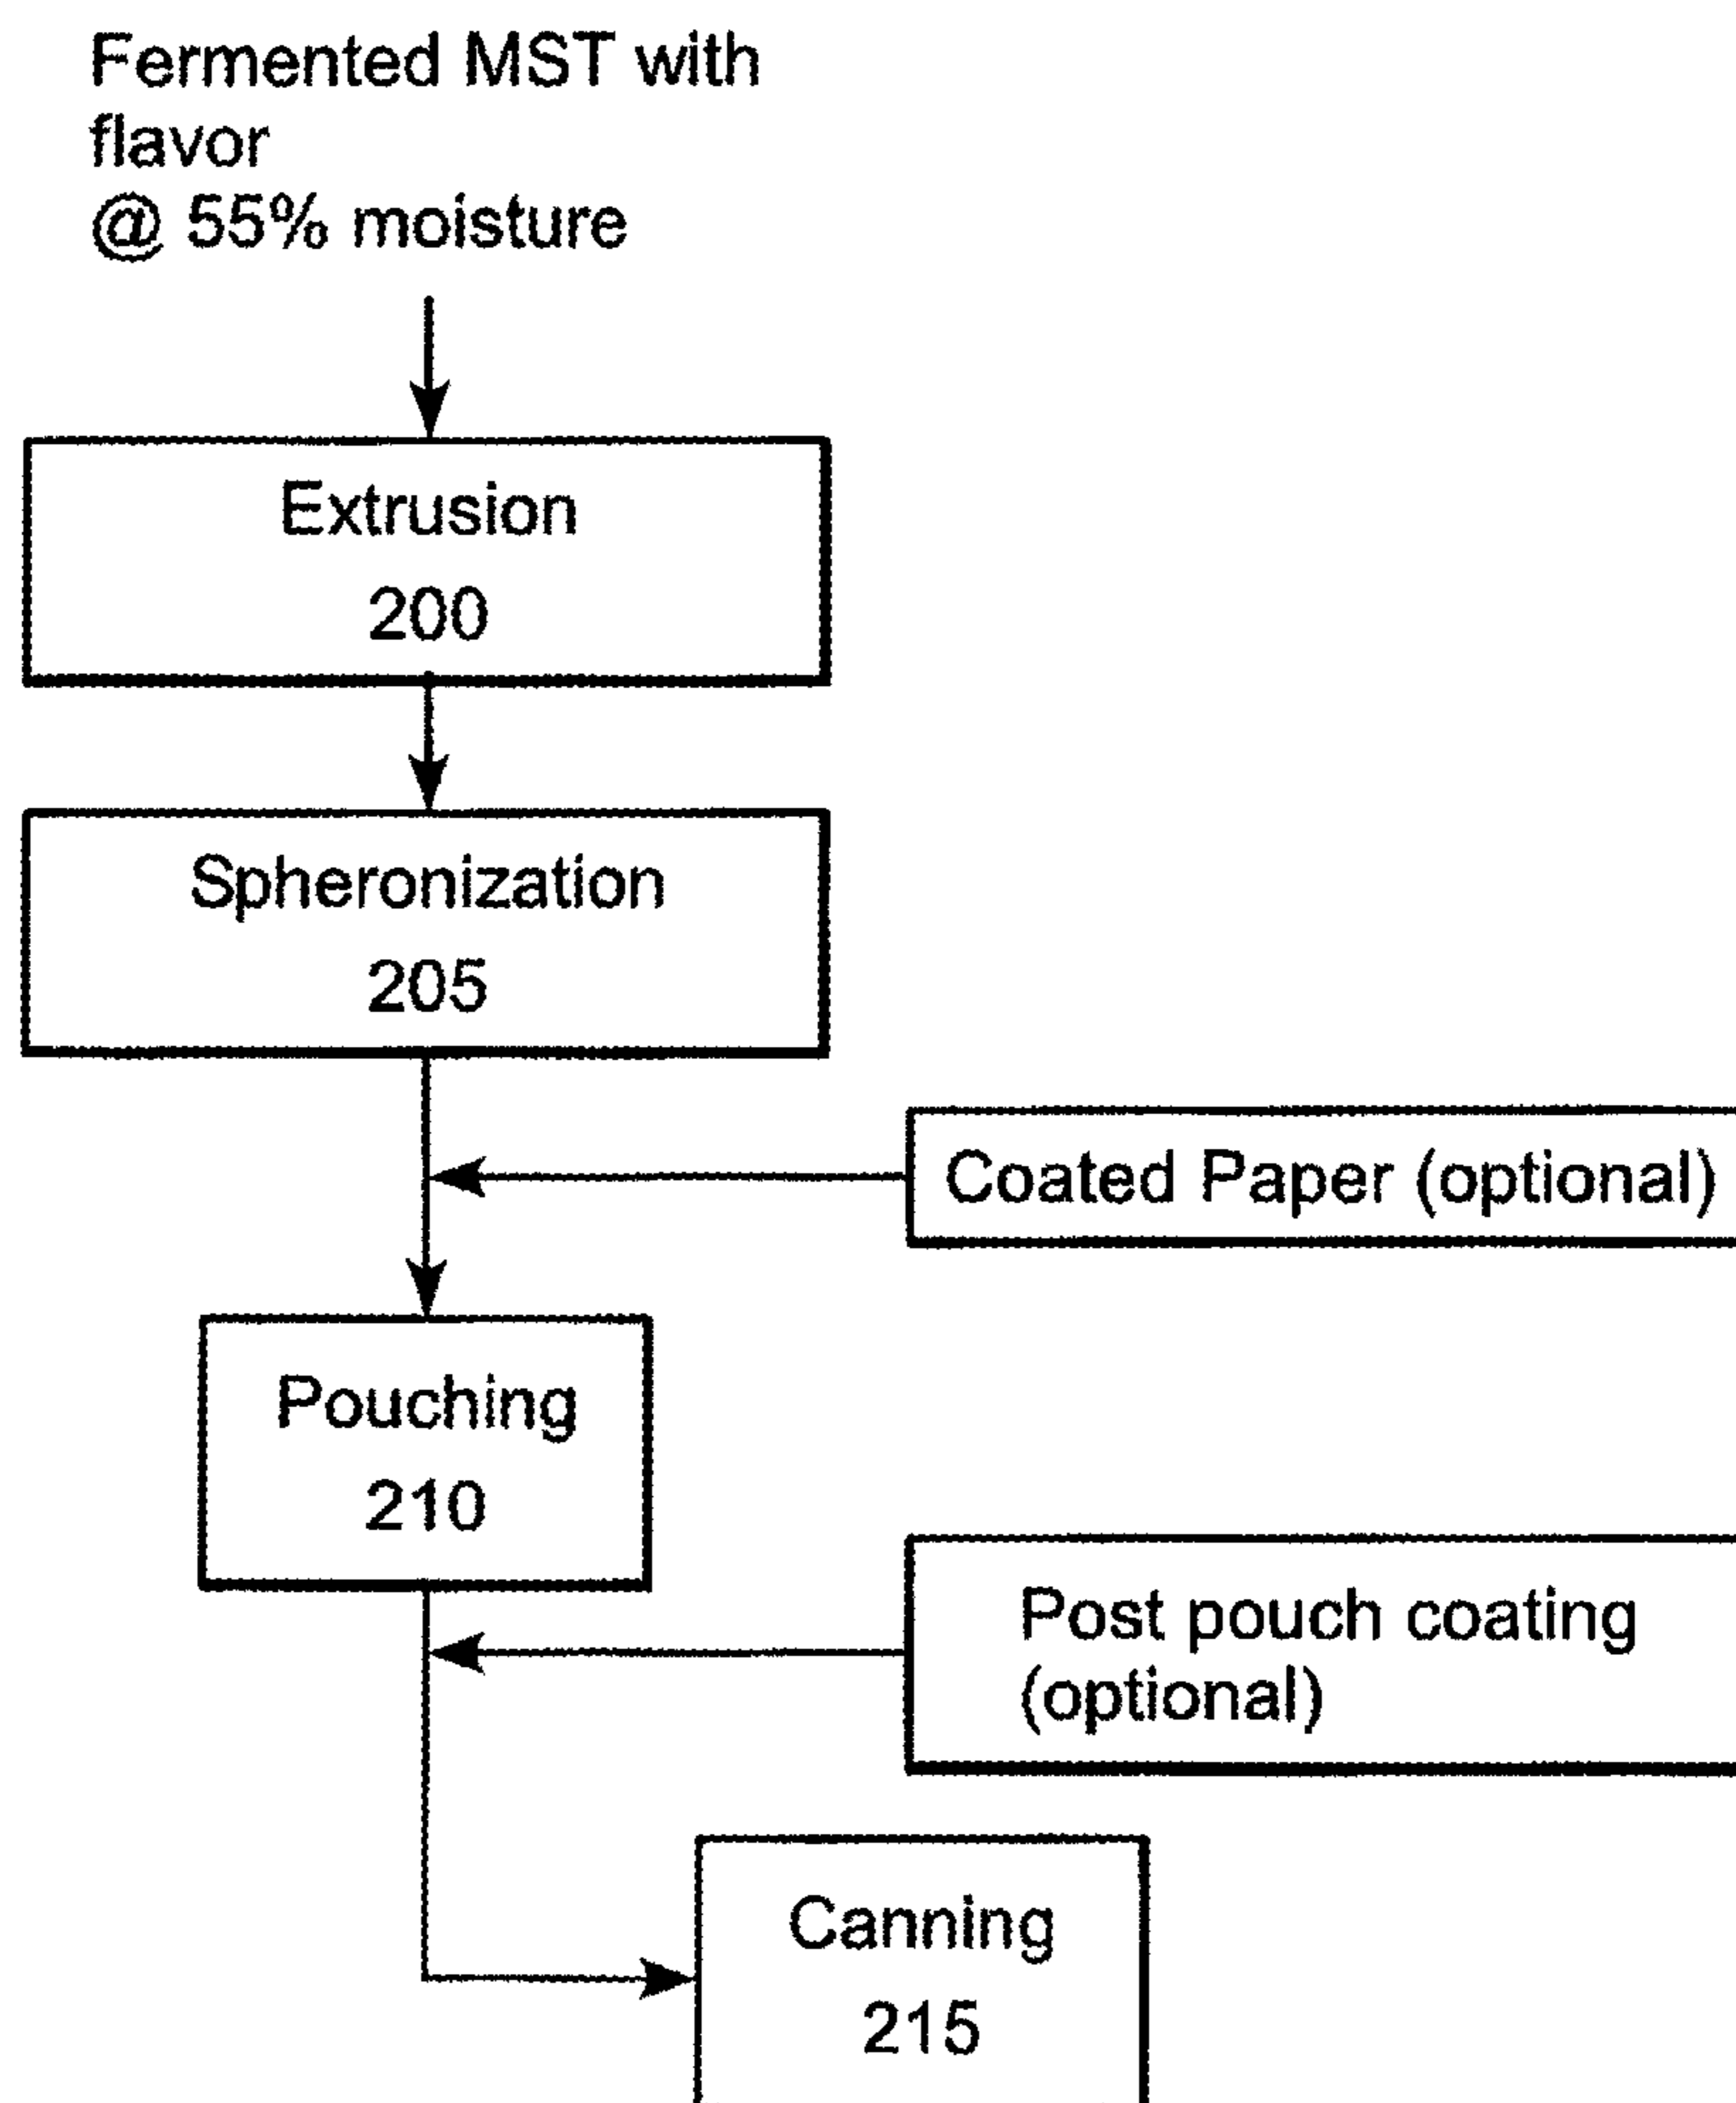 Fermented MST with
flavor
@ 55% moisture
Extrusion
200
Spheronization
205
Coated Paper (optional)
Pouching
210
Post pouch coating
(optional)
Canning
215